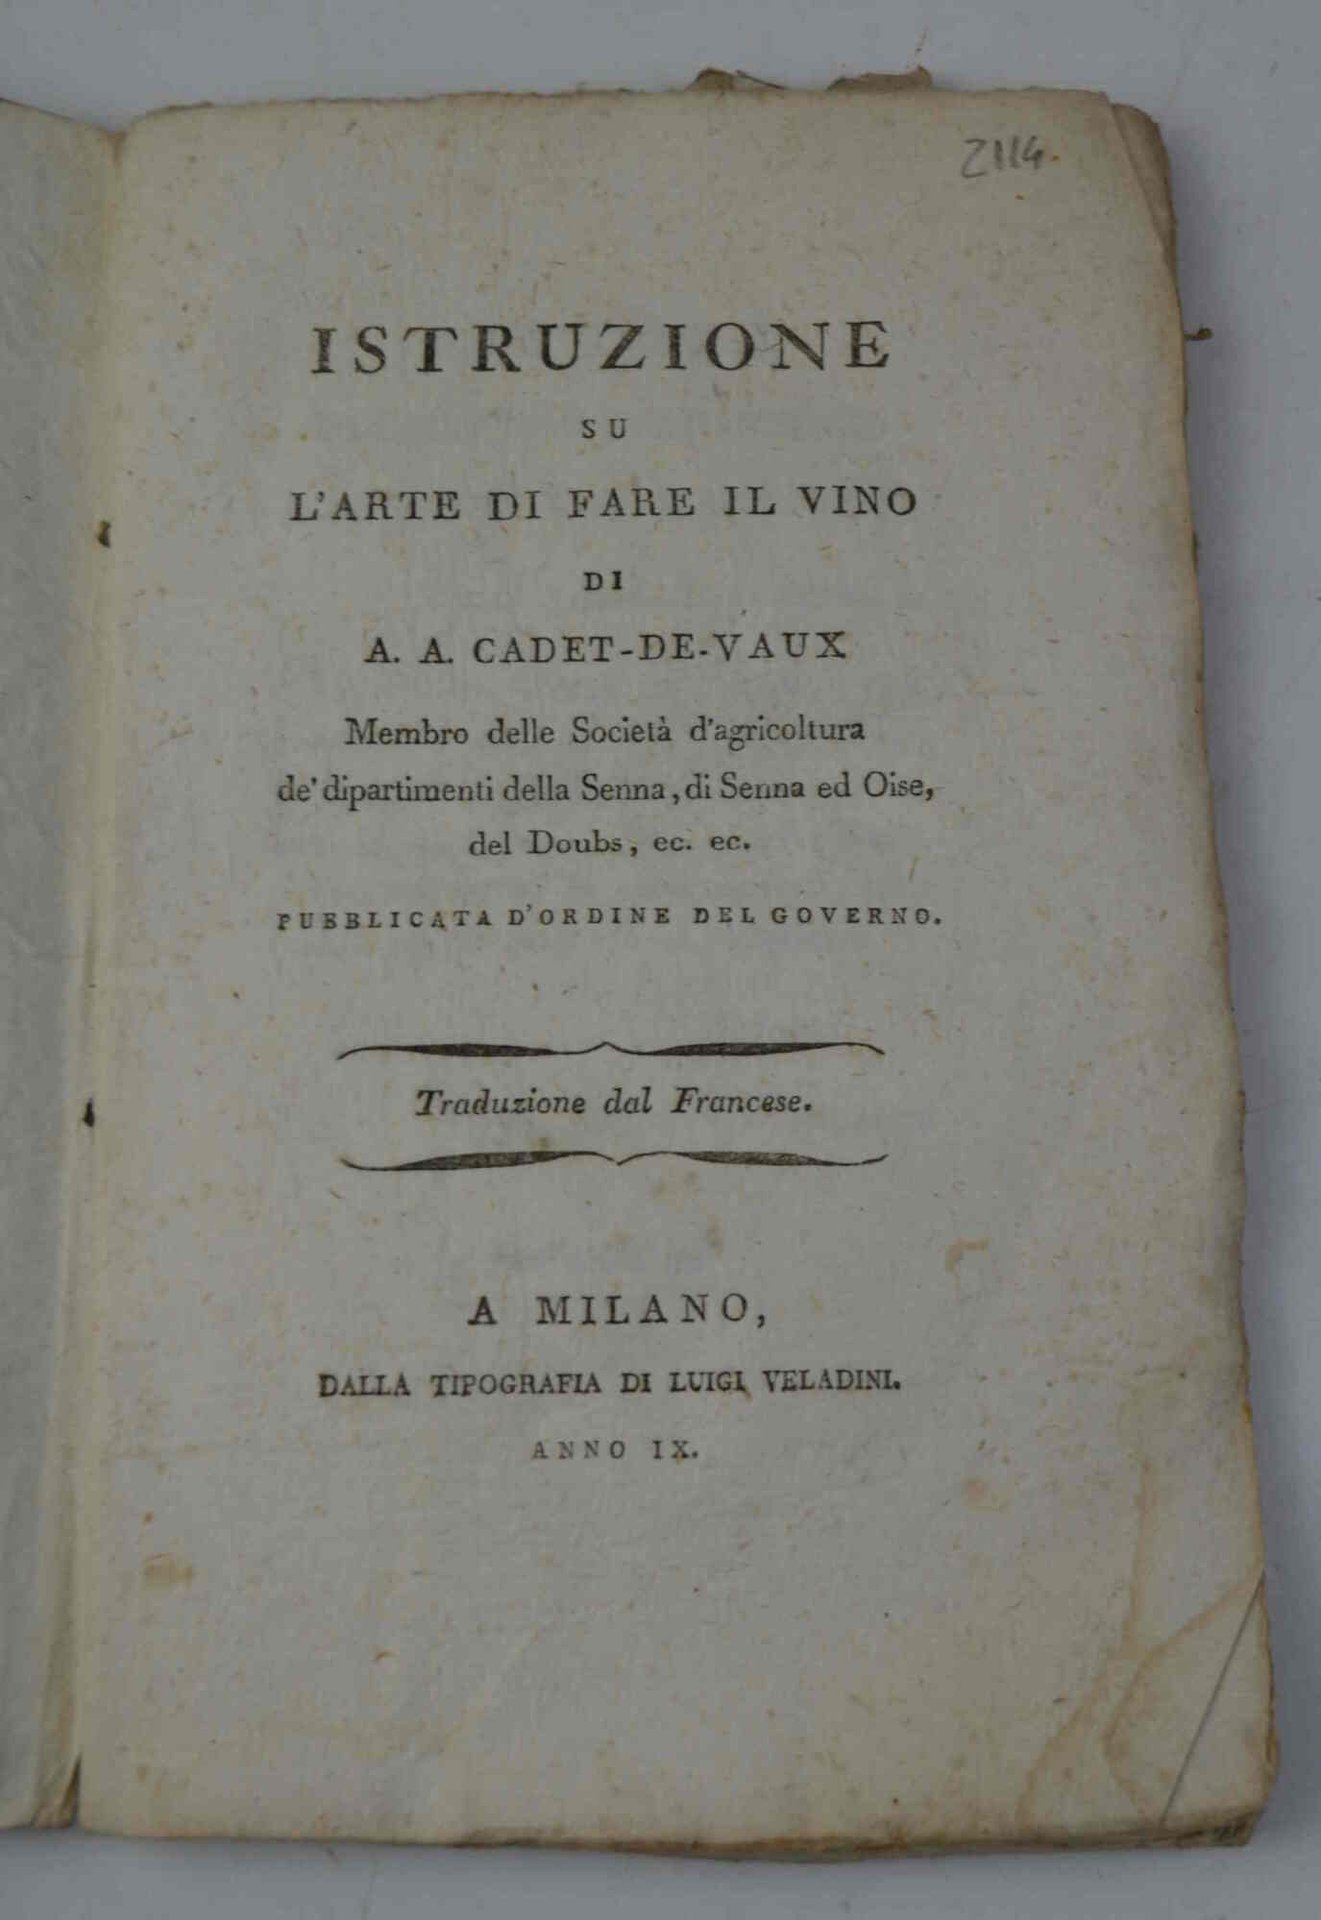 2114.
ISTRUZIONE
SU
L'ARTE DI FARE IL VINO
DI
A. A. CADET-DE-VAUX
Membro delle Società d'agricoltura
de' dipartimenti della Senna, di Senna ed Oise,
del Doubs, ec. ec.
PUBBLICATA D'ORDINE DEL GOVERNO.
Traduzione dal Francese.
A MILANO,
DALLA TIPOGRAFIA DI LUIGI VELADINI.
ANNO IX.